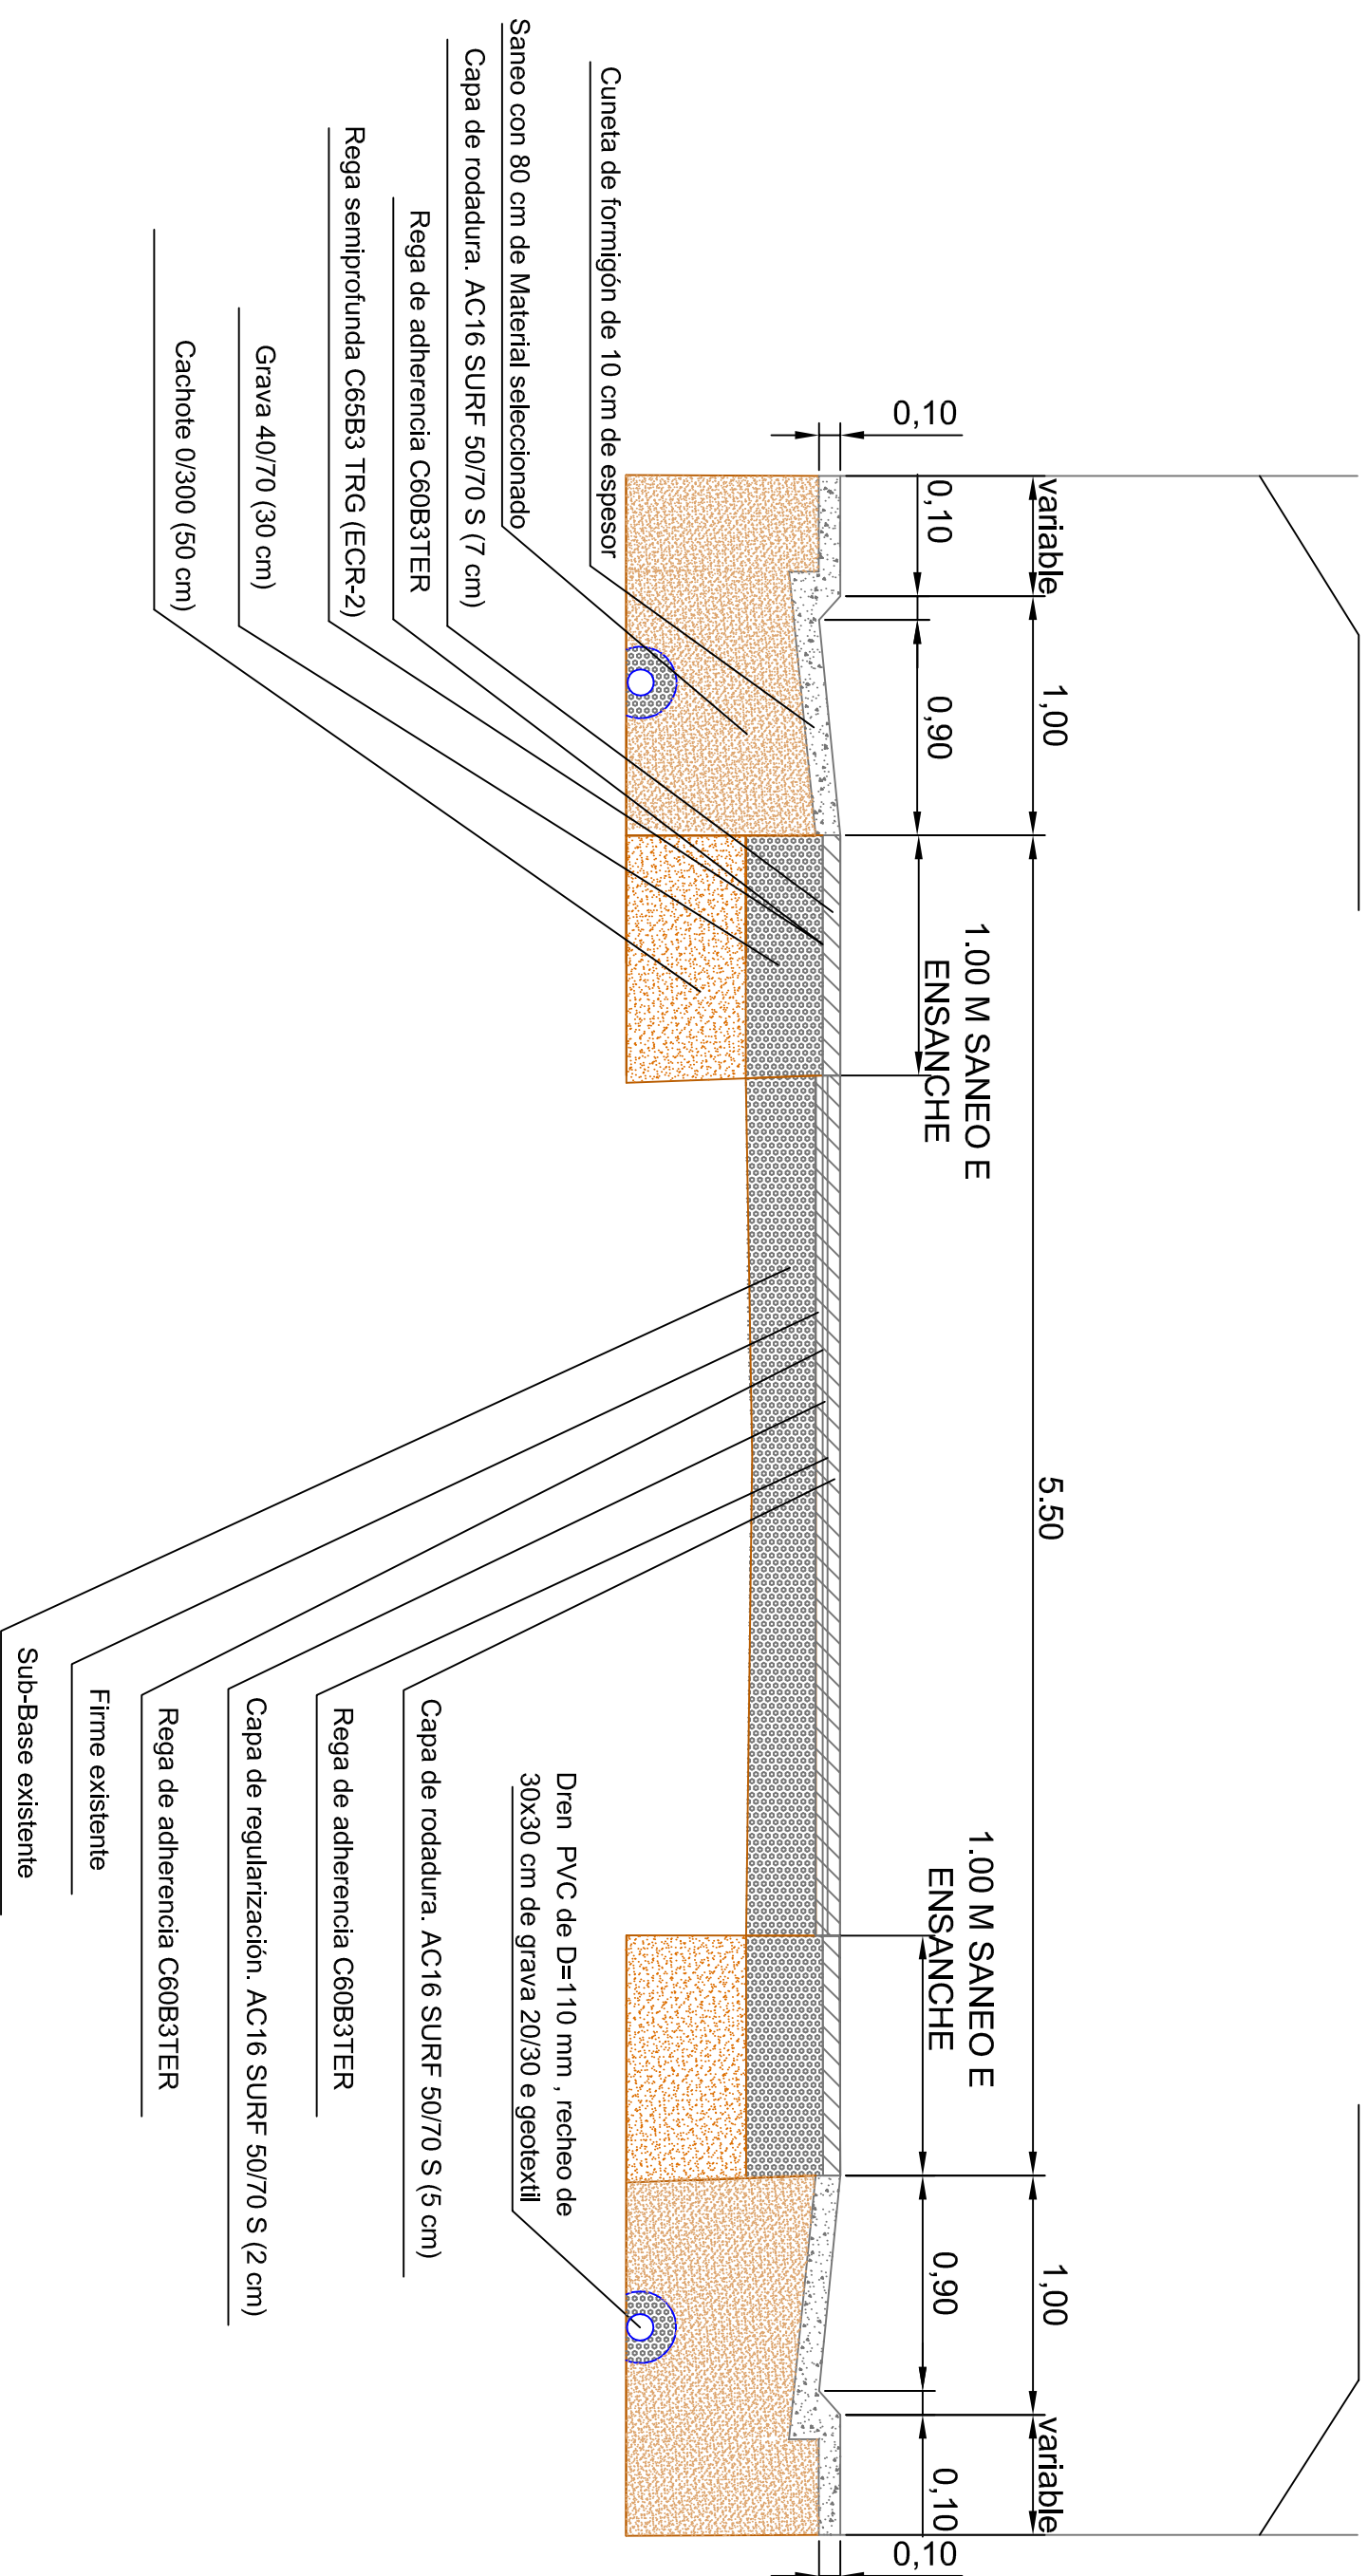 variable
1,00
5.50
1,00
variable
0,10
0,90
1.00 M SANEO E
ENSANCHE
1.00 M SANEO E
ENSANCHE
0,90
0,10
0,10
0,10
Cuneta de formigón de 10 cm de espesor
Saneo con 80 cm de Material seleccionado
Capa de rodadura. AC16 SURF 50/70 S (7 cm)
Rega de adherencia C60B3TER
Rega semiprofunda C65B3 TRG (ECR-2)
Grava 40/70 (30 cm)
Cachote 0/300 (50 cm)
Dren PVC de D=110 mm , recheo de
30x30 cm de grava 20/30 e geotextil
Capa de rodadura. AC16 SURF 50/70 S (5 cm)
Rega de adherencia C60B3TER
Capa de regularización. AC16 SURF 50/70 S (2 cm)
Rega de adherencia C60B3TER
Firme existente
Sub-Base existente